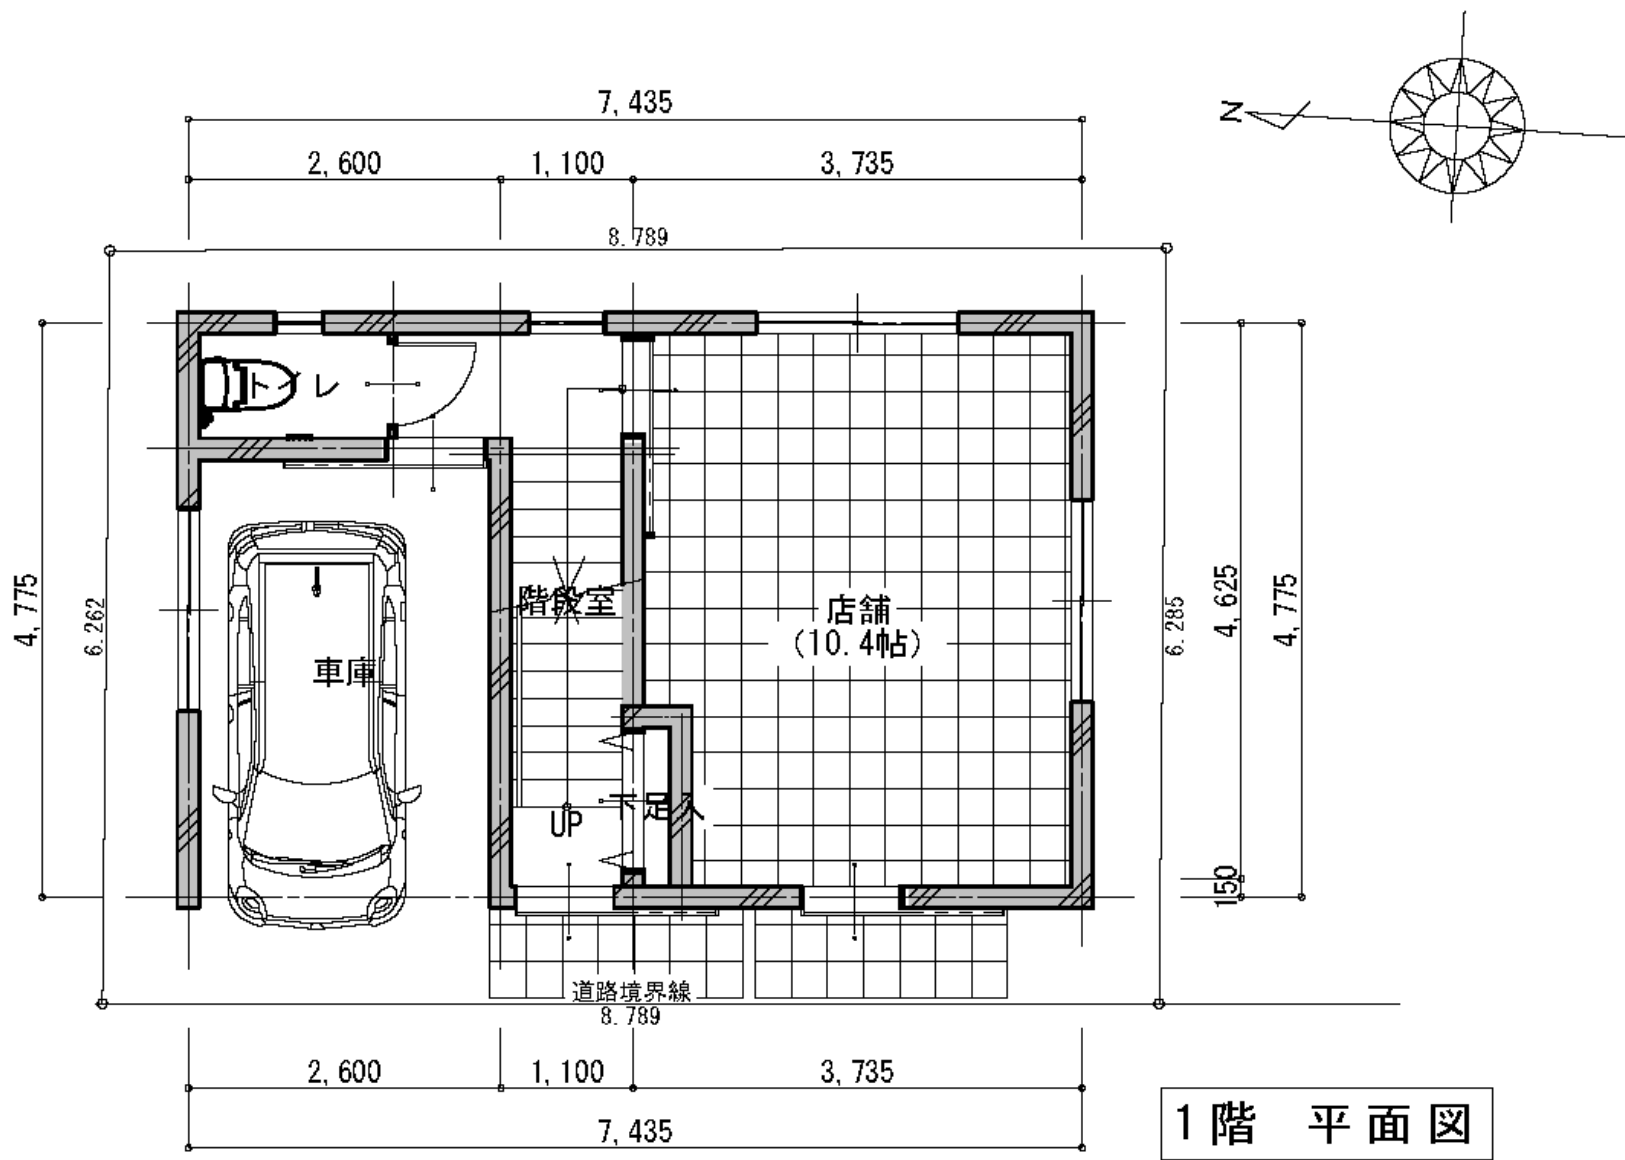 7,435
N
2,600 1,100 3,735
8.789
トイレ
4,775
6.262
階段室
店舗
(10.4帖)
6.285
4,625
4,775
車庫
UP
下足入
150
道路境界線
8.789
2,600 1,100 3,735
7,435
1階 平面図